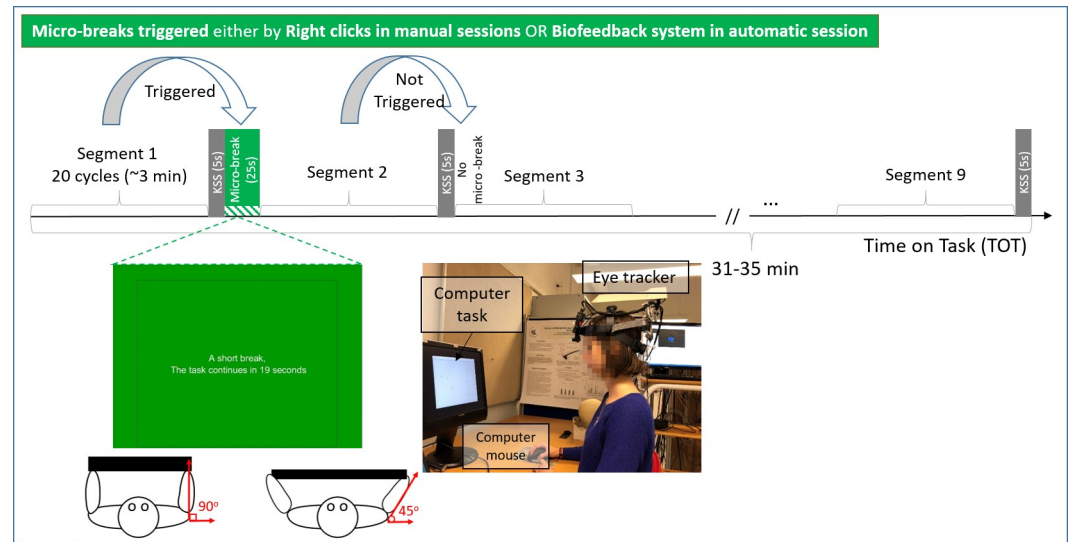 Micro-breaks triggered either by Right clicks in manual sessions OR Biofeedback system in automatic session
Triggered
Not
Triggered
Segment 1
20 cycles (~3 min)
KSS (5s)
Micro-break
(25s)
Segment 2
KSS (5s)
No
micro -break
Segment 3
...
Segment 9
KSS (5s)
//
Time on Task (TOT)
31-35 min
A short break,
The task continues in 19 seconds
Computer
task
Eye tracker
Computer
mouse
90º
45º